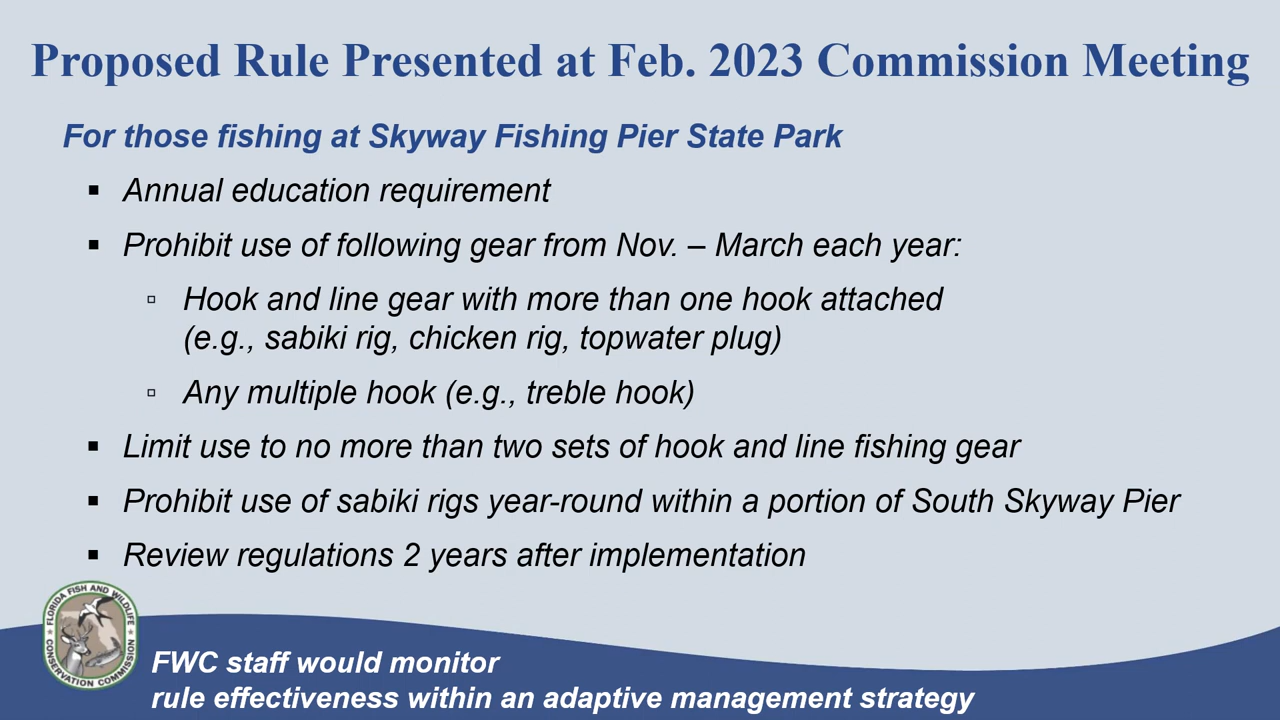 Proposed Rule Presented at Feb. 2023 Commission Meeting
For those fishing at Skyway Fishing Pier State Park
▪ Annual education requirement
▪ Prohibit use of following gear from Nov. – March each year:
▫ Hook and line gear with more than one hook attached
(e.g., sabiki rig, chicken rig, topwater plug)
▫ Any multiple hook (e.g., treble hook)
▪ Limit use to no more than two sets of hook and line fishing gear
▪ Prohibit use of sabiki rigs year-round within a portion of South Skyway Pier
▪ Review regulations 2 years after implementation
FLORIDA FISH AND WILDLIFE
CONSERVATION COMMISSION
FWC staff would monitor
rule effectiveness within an adaptive management strategy